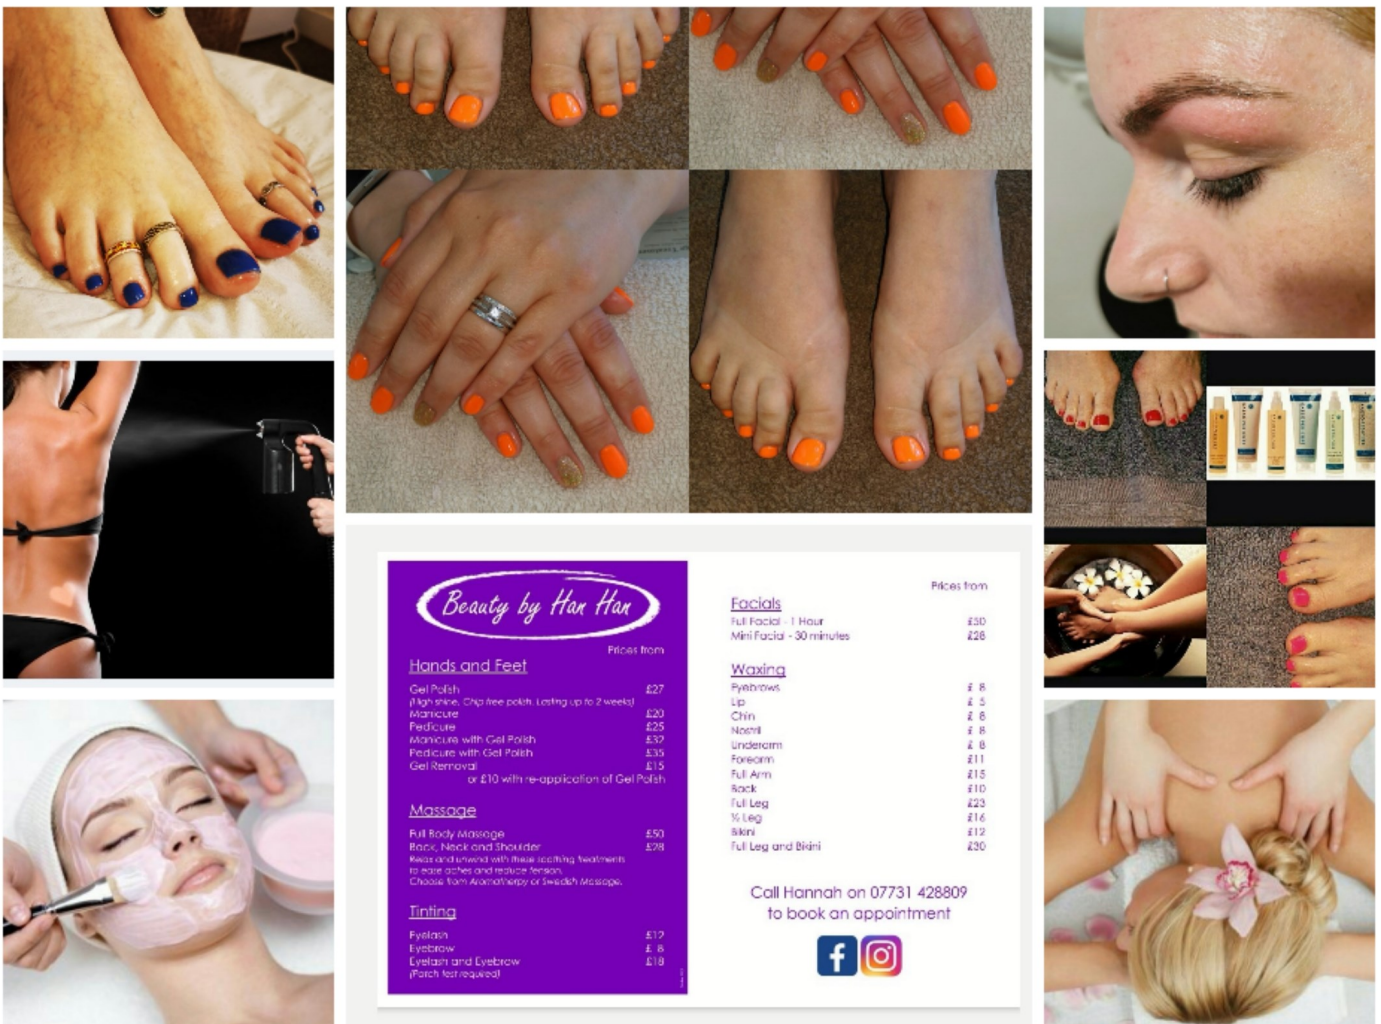 Beauty by Han Han
Prices from
Hands and Feet
Gel Polish £27
(High shine, Chip free polish. Lasting up to 2 weeks)
Manicure £20
Pedicure £25
Manicure with Gel Polish £32
Pedicure with Gel Polish £35
Gel Removal £15
or £10 with re-application of Gel Polish
Massage
Full Body Massage £50
Back, Neck and Shoulder £28
Relax and unwind with these soothing treatments
to ease aches and reduce tension.
Choose from Aromatherpy or Swedish Massage.
Tinting
Eyelash £12
Eyebrow £ 8
Eyelash and Eyebrow £18
(Patch test required)
Prices from
Facials
Full Facial - 1 Hour £50
Mini Facial - 30 minutes £28
Waxing
Eyebrows £ 8
Lip £ 5
Chin £ 8
Nostril £ 8
Underarm £ 8
Forearm £11
Full Arm £15
Back £10
Full Leg £23
½ Leg £16
Bikini £12
Full Leg and Bikini £30
Call Hannah on 07731 428809
to book an appointment